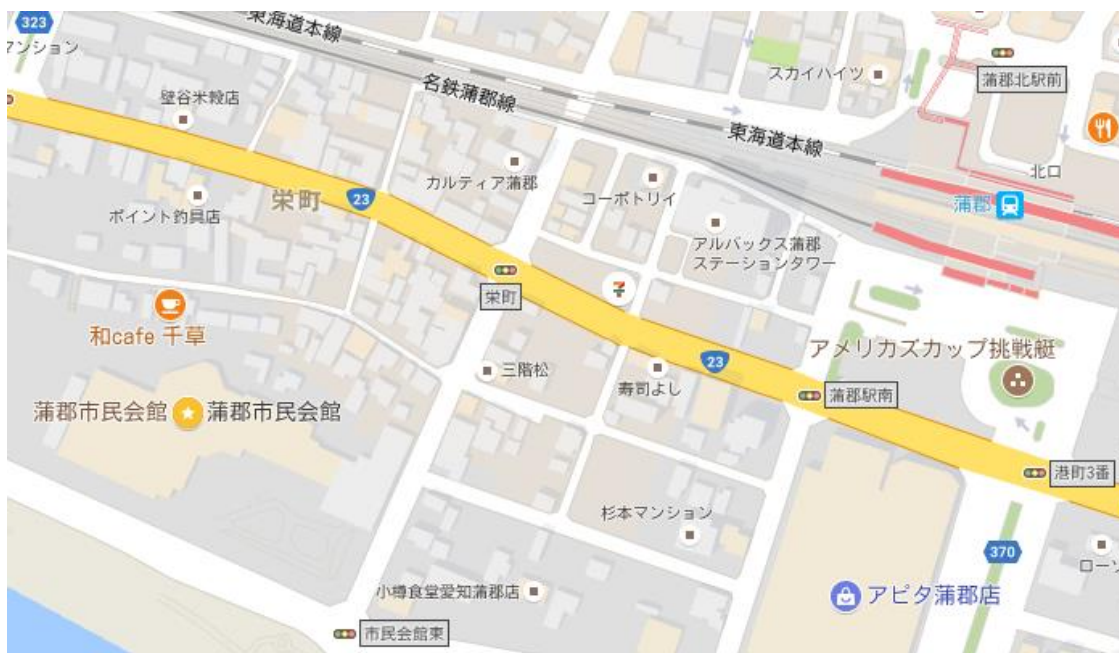 323
東海道本線
マンション
スカイハイツ
蒲郡北駅前
名鉄蒲郡線
壁谷米穀店
東海道本線
北口
カルティア蒲郡
コーポトリイ
栄町
23
蒲郡
ポイント釣具店
アルバックス蒲郡
ステーションタワー
栄町
7
和cafe 千草
アメリカズカップ挑戦艇
23
三階松
寿司よし
蒲郡駅南
蒲郡市民会館
蒲郡市民会館
港町3番
杉本マンション
370
ローソ
小樽食堂愛知蒲郡店
アピタ蒲郡店
市民会館東